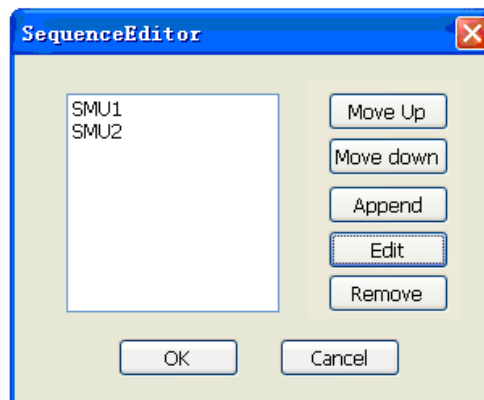 SequenceEditor
SMU1
SMU2
Move Up
Move down
Append
Edit
Remove
OK
Cancel